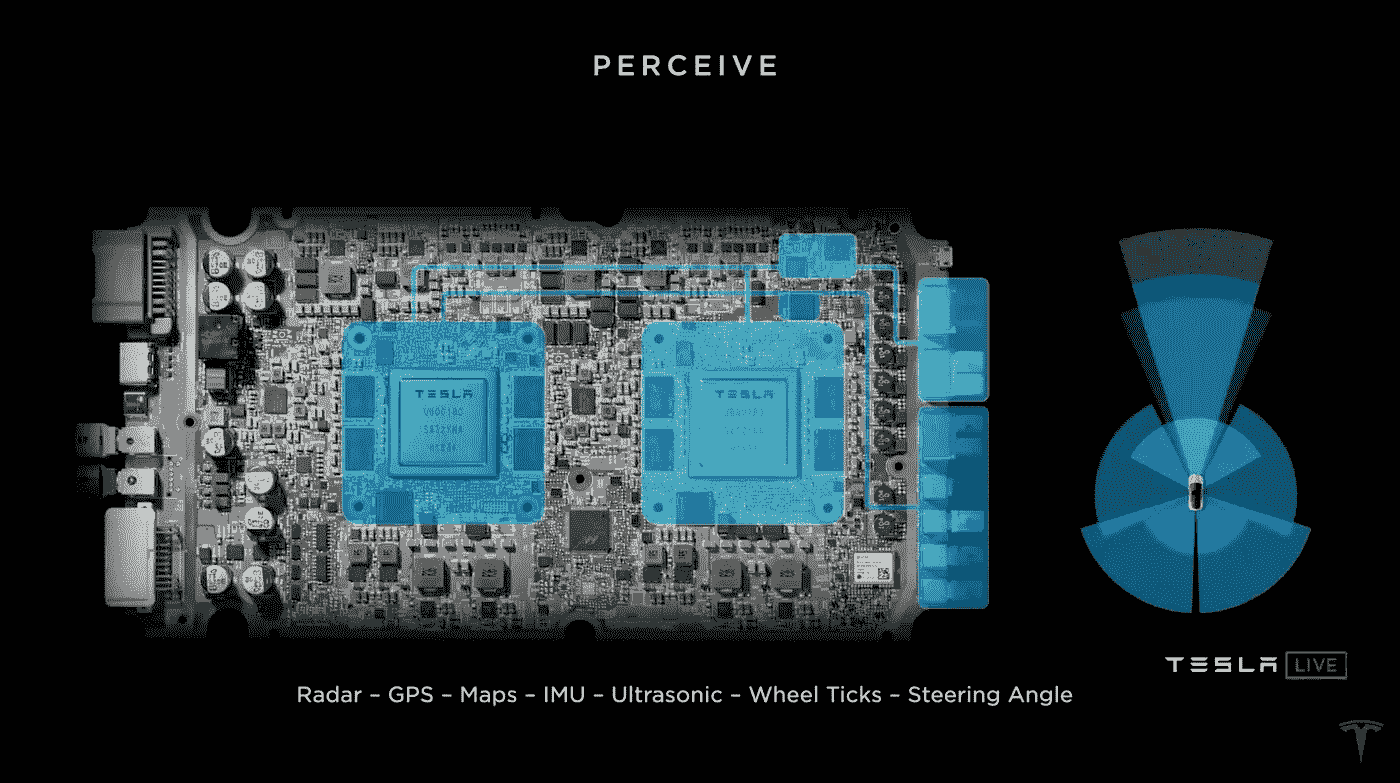 PERCEIVE
TESLA
TESLA
Radar – GPS – Maps – IMU – Ultrasonic – Wheel Ticks – Steering Angle
TESLA LIVE